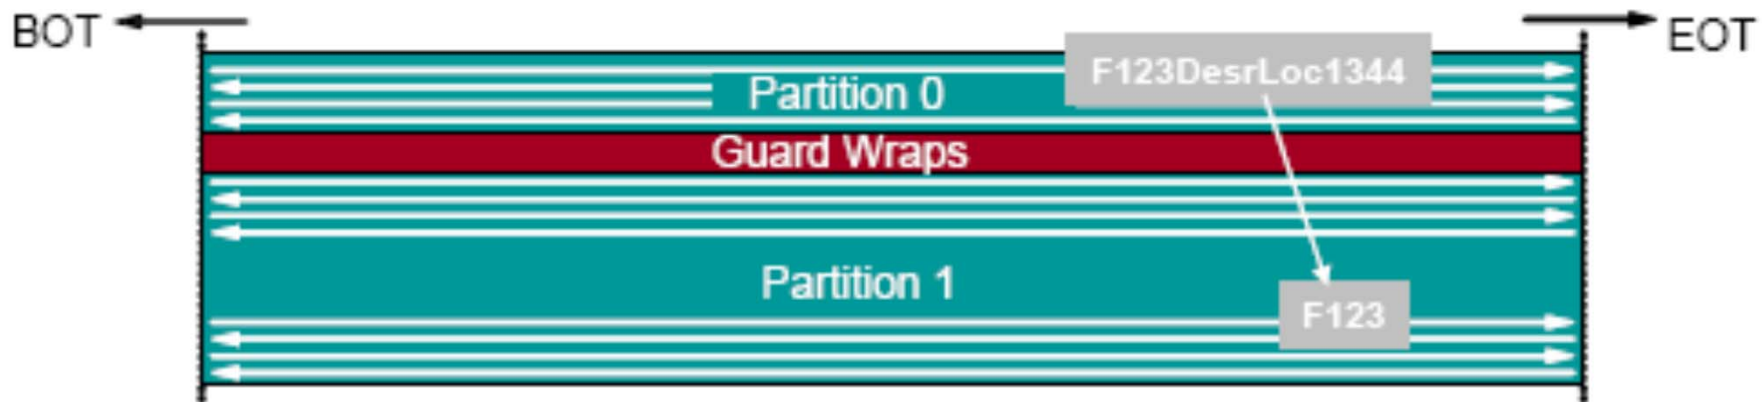 BOT
EOT
F123DesrLoc1344
Partition 0
Guard Wraps
Partition 1
F123